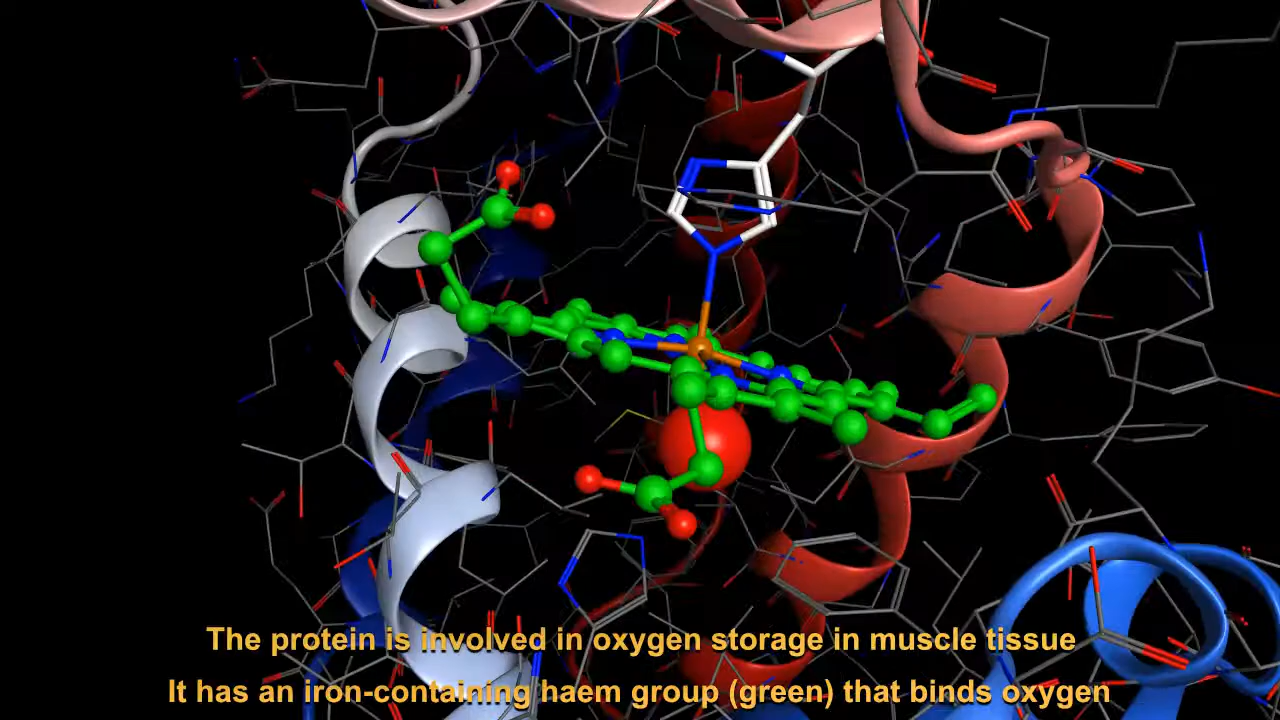 The protein is involved in oxygen storage in muscle tissue
It has an iron-containing haem group (green) that binds oxygen